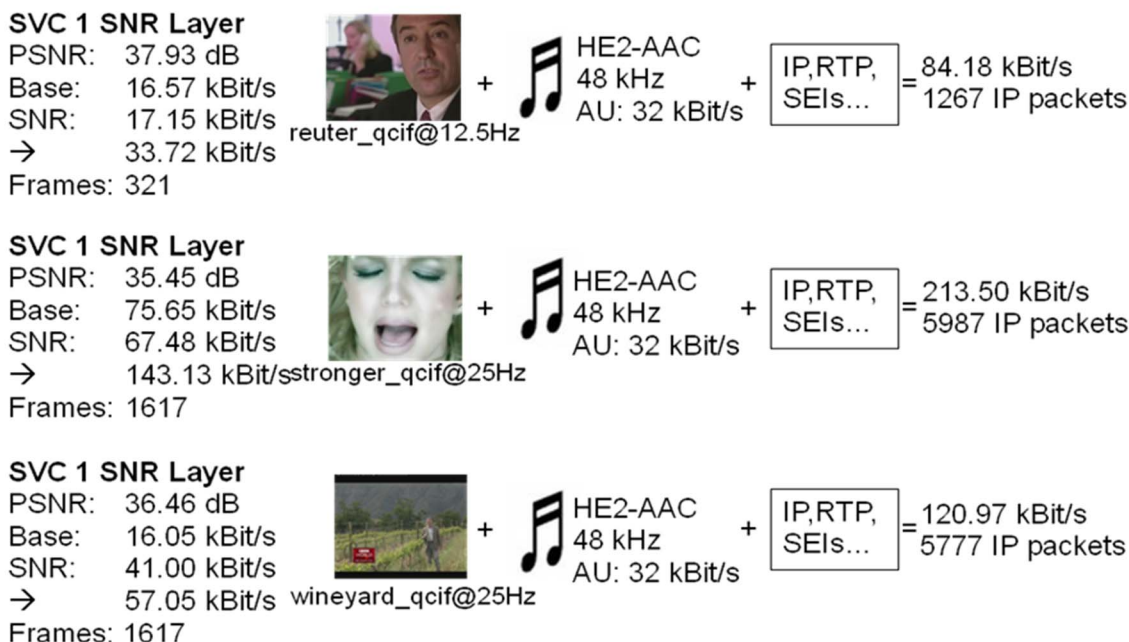 SVC 1 SNR Layer
PSNR: 37.93 dB
Base: 16.57 kBit/s
SNR: 17.15 kBit/s
→ 33.72 kBit/s
Frames: 321
reuter_qcif@12.5Hz
+
HE2-AAC
48 kHz
AU: 32 kBit/s
+
IP,RTP,
SEIs...
= 84.18 kBit/s
1267 IP packets
SVC 1 SNR Layer
PSNR: 35.45 dB
Base: 75.65 kBit/s
SNR: 67.48 kBit/s
→ 143.13 kBit/s
Frames: 1617
stronger_qcif@25Hz
+
HE2-AAC
48 kHz
AU: 32 kBit/s
+
IP,RTP,
SEIs...
= 213.50 kBit/s
5987 IP packets
SVC 1 SNR Layer
PSNR: 36.46 dB
Base: 16.05 kBit/s
SNR: 41.00 kBit/s
→ 57.05 kBit/s
Frames: 1617
wineyard_qcif@25Hz
+
HE2-AAC
48 kHz
AU: 32 kBit/s
+
IP,RTP,
SEIs...
= 120.97 kBit/s
5777 IP packets